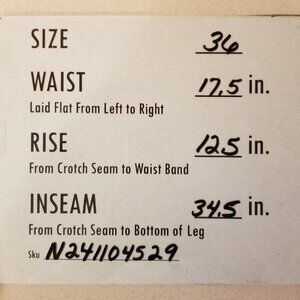 SIZE 36
WAIST 17.5 in.
Laid Flat From Left to Right
RISE 12.5 in.
From Crotch Seam to Waist Band
INSEAM 34.5 in.
From Crotch Seam to Bottom of Leg
Sku N241104529